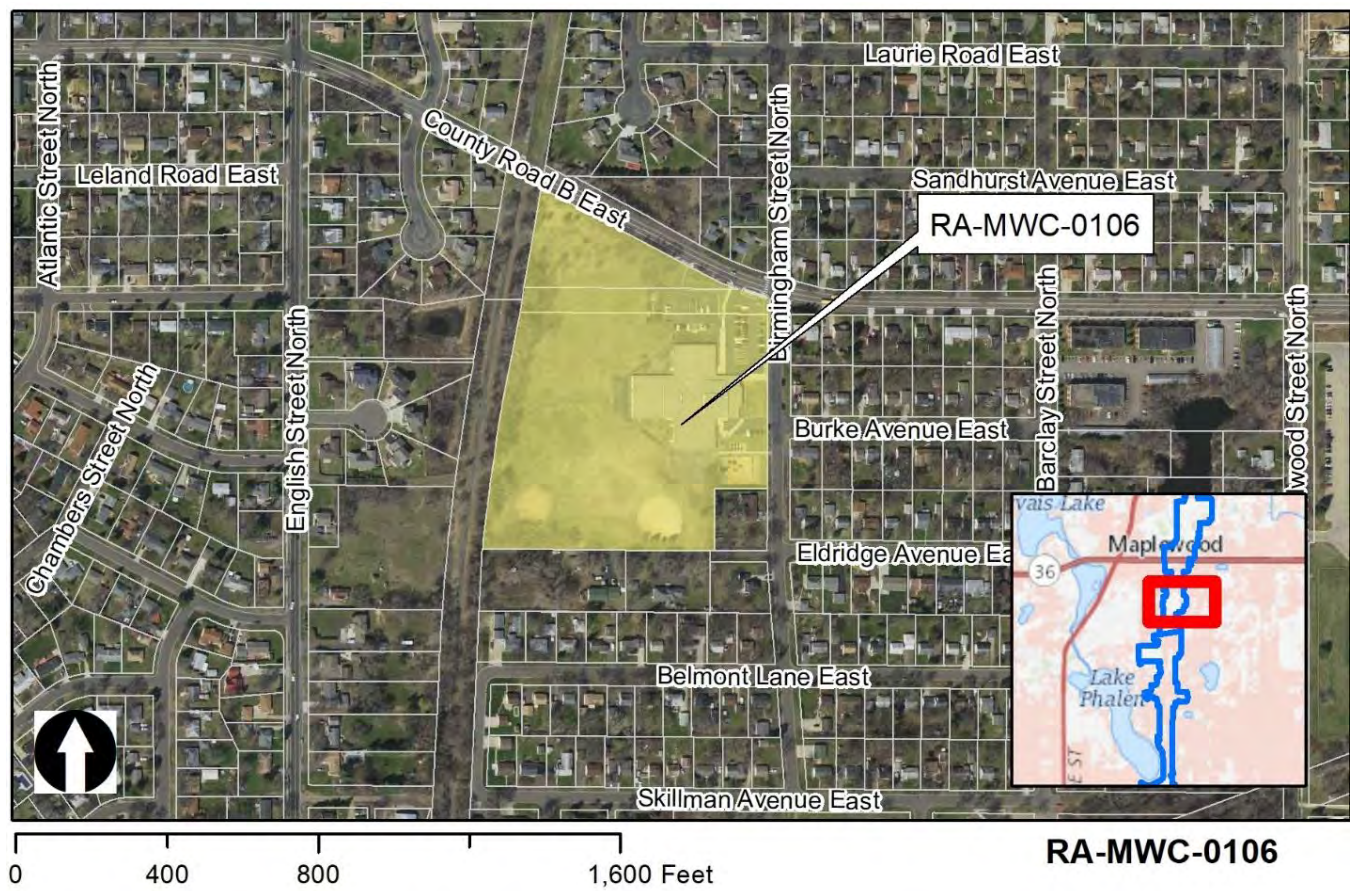 Laurie Road East
County Road B East
Atlantic Street North
Leland Road East
Birmingham Street North
Sandhurst Avenue East
RA-MWC-0106
English Street North
Barclay Street North
wood Street North
Chambers Street North
Burke Avenue East
Eldridge Avenue Ea
vais Lake
Maplewood
36
Lake
Phalen
E ST
Belmont Lane East
Skillman Avenue East
0 400 800 1,600 Feet
RA-MWC-0106